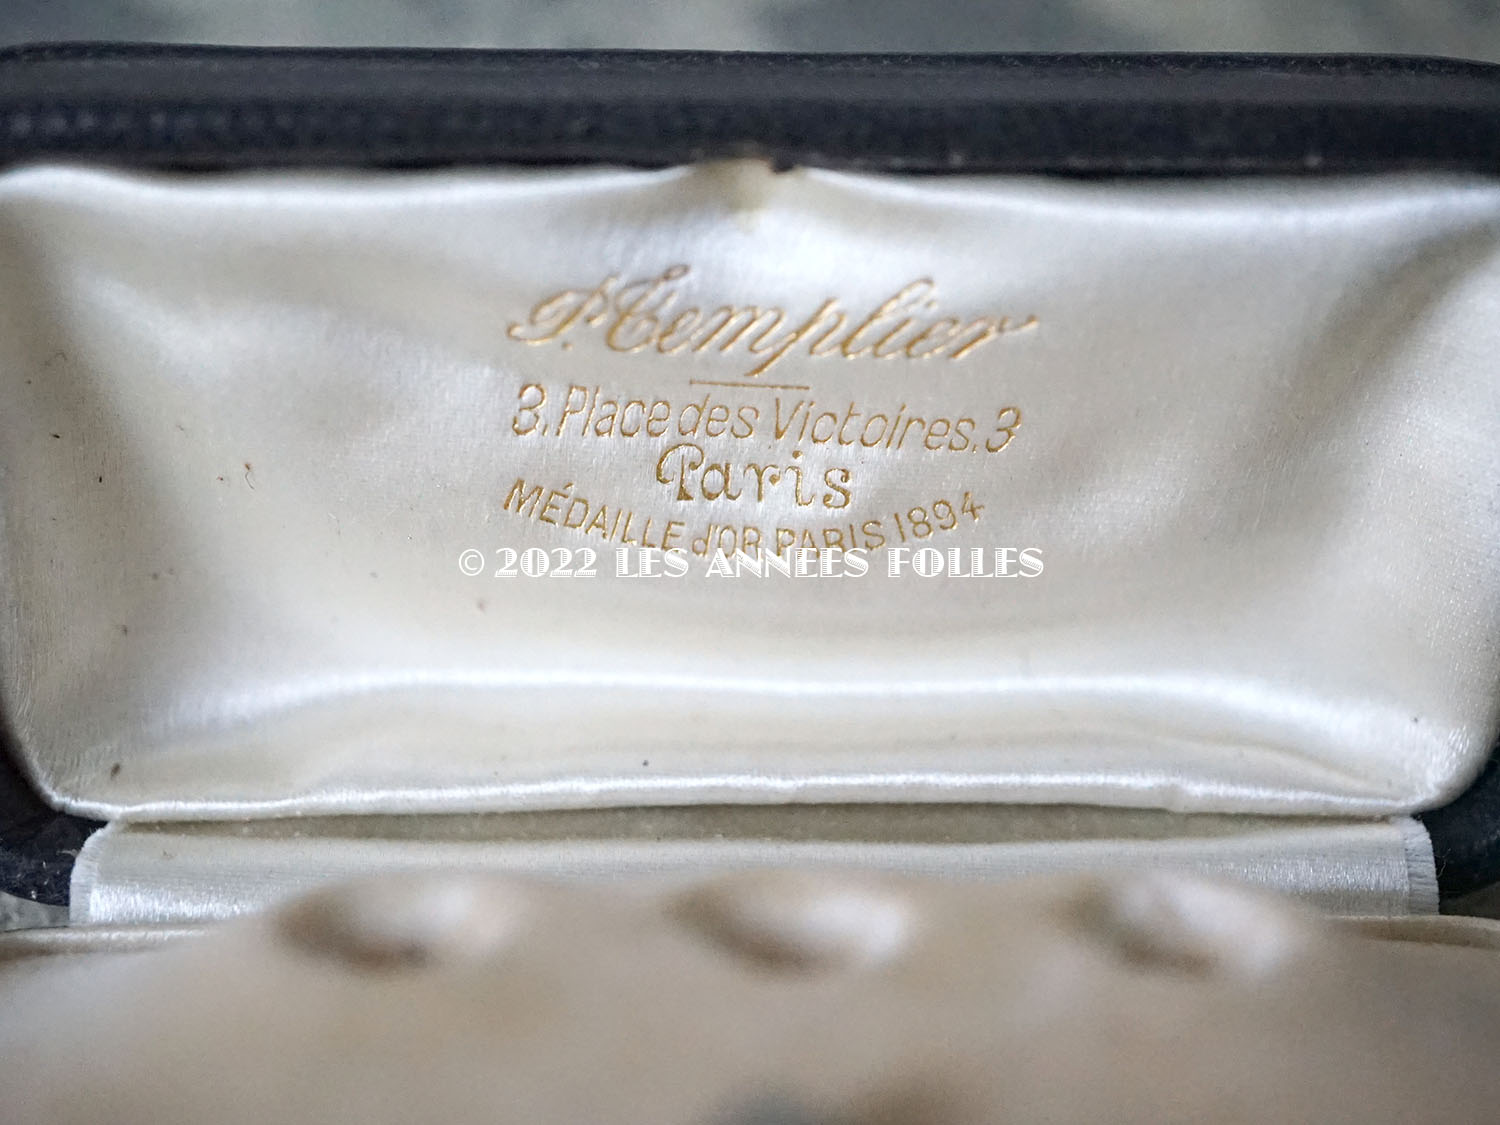 P. Templier
3, Place des Victoires, 3
Paris
MÉDAILLE d'OR PARIS 1894
© 2022 LES ANNEES FOLLES